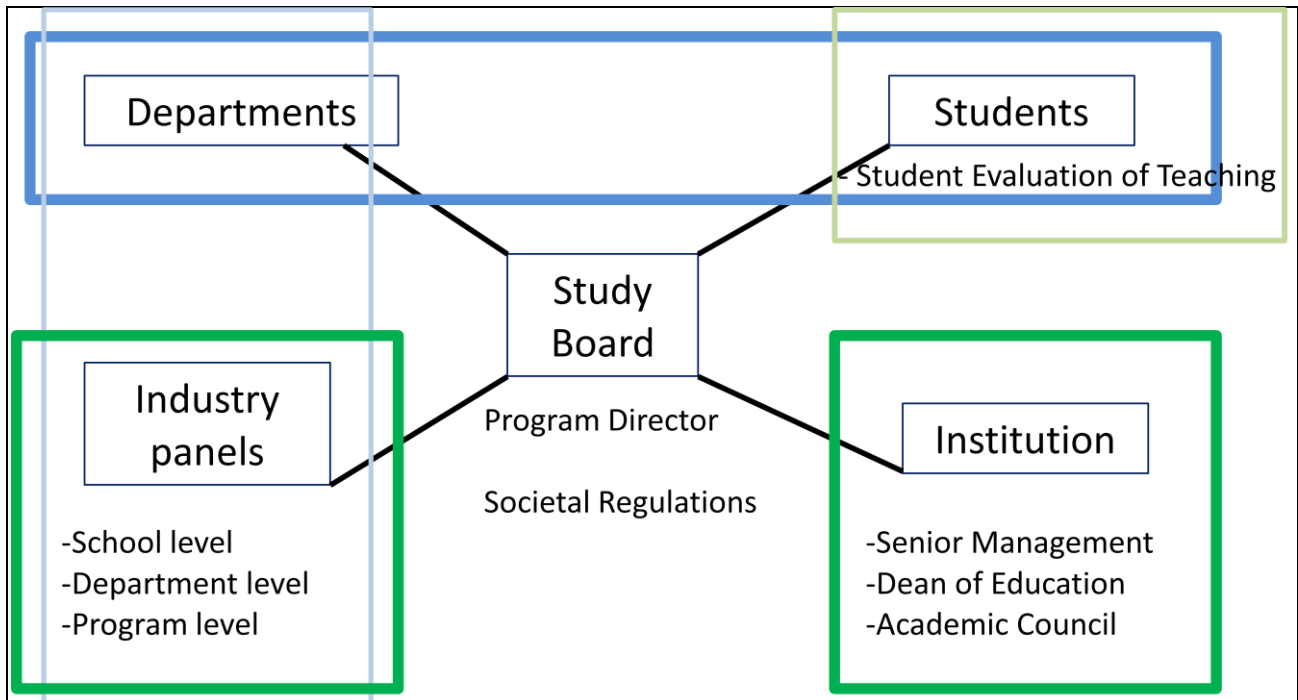 Departments
Students
- Student Evaluation of Teaching
Study
Board
Industry
panels
Program Director
Institution
Societal Regulations
-School level
-Department level
-Program level
-Senior Management
-Dean of Education
-Academic Council